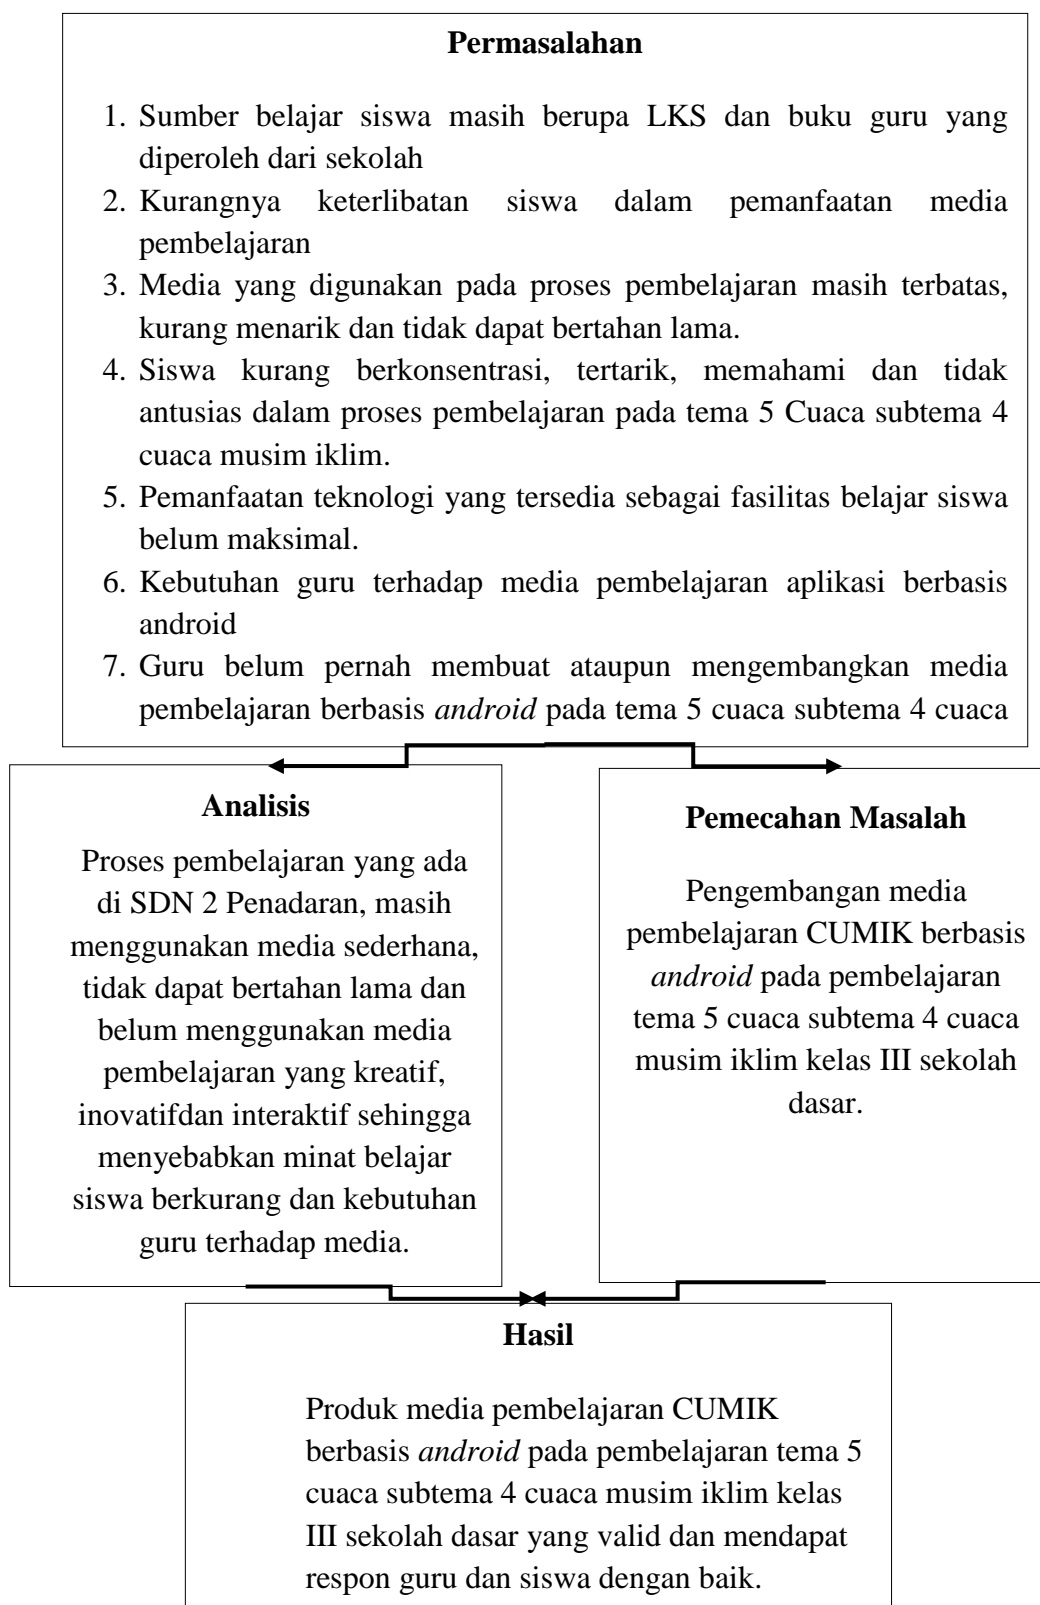 Permasalahan
1. Sumber belajar siswa masih berupa LKS dan buku guru yang
diperoleh dari sekolah
2. Kurangnya keterlibatan siswa dalam pemanfaatan media
pembelajaran
3. Media yang digunakan pada proses pembelajaran masih terbatas,
kurang menarik dan tidak dapat bertahan lama.
4. Siswa kurang berkonsentrasi, tertarik, memahami dan tidak
antusias dalam proses pembelajaran pada tema 5 Cuaca subtema 4
cuaca musim iklim.
5. Pemanfaatan teknologi yang tersedia sebagai fasilitas belajar siswa
belum maksimal.
6. Kebutuhan guru terhadap media pembelajaran aplikasi berbasis
android
7. Guru belum pernah membuat ataupun mengembangkan media
pembelajaran berbasis android pada tema 5 cuaca subtema 4 cuaca
Analisis
Proses pembelajaran yang ada
di SDN 2 Penadaran, masih
menggunakan media sederhana,
tidak dapat bertahan lama dan
belum menggunakan media
pembelajaran yang kreatif,
inovatifdan interaktif sehingga
menyebabkan minat belajar
siswa berkurang dan kebutuhan
guru terhadap media.
Pemecahan Masalah
Pengembangan media
pembelajaran CUMIK berbasis
android pada pembelajaran
tema 5 cuaca subtema 4 cuaca
musim iklim kelas III sekolah
dasar.
Hasil
Produk media pembelajaran CUMIK
berbasis android pada pembelajaran tema 5
cuaca subtema 4 cuaca musim iklim kelas
III sekolah dasar yang valid dan mendapat
respon guru dan siswa dengan baik.